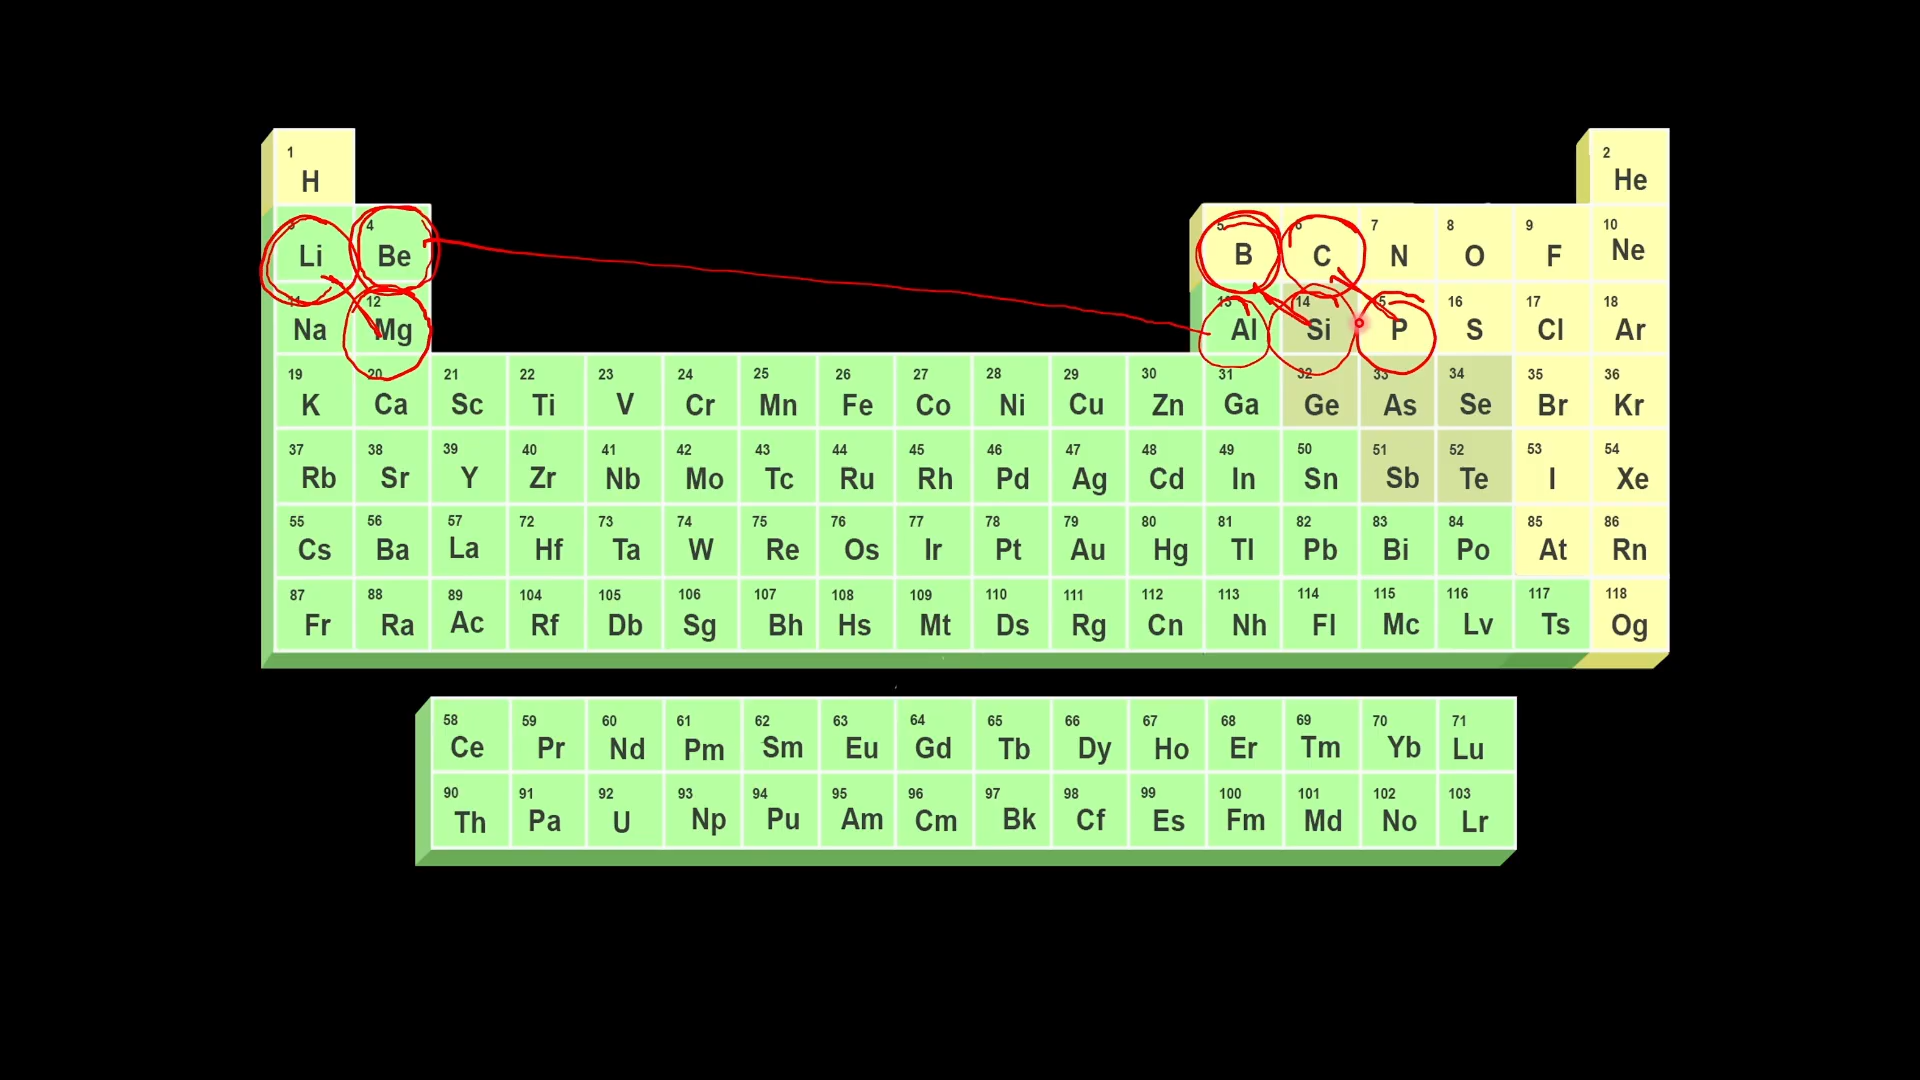 1 2
H He
3 4 5 6 7 8 9 10
Li Be B C N O F Ne
11 12 13 14 15 16 17 18
Na Mg Al Si P S Cl Ar
19 20 21 22 23 24 25 26 27 28 29 30 31 32 33 34 35 36
K Ca Sc Ti V Cr Mn Fe Co Ni Cu Zn Ga Ge As Se Br Kr
37 38 39 40 41 42 43 44 45 46 47 48 49 50 51 52 53 54
Rb Sr Y Zr Nb Mo Tc Ru Rh Pd Ag Cd In Sn Sb Te I Xe
55 56 57 72 73 74 75 76 77 78 79 80 81 82 83 84 85 86
Cs Ba La Hf Ta W Re Os Ir Pt Au Hg Tl Pb Bi Po At Rn
87 88 89 104 105 106 107 108 109 110 111 112 113 114 115 116 117 118
Fr Ra Ac Rf Db Sg Bh Hs Mt Ds Rg Cn Nh Fl Mc Lv Ts Og
58 59 60 61 62 63 64 65 66 67 68 69 70 71
Ce Pr Nd Pm Sm Eu Gd Tb Dy Ho Er Tm Yb Lu
90 91 92 93 94 95 96 97 98 99 100 101 102 103
Th Pa U Np Pu Am Cm Bk Cf Es Fm Md No Lr